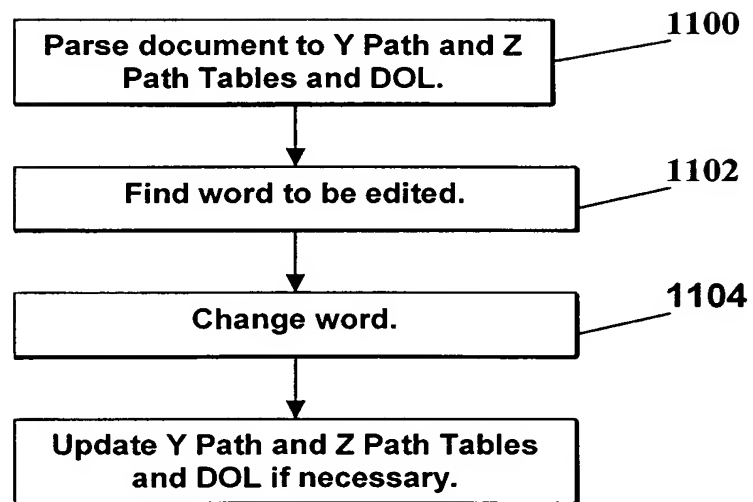 1100
Parse document to Y Path and Z
Path Tables and DOL.
1102
Find word to be edited.
1104
Change word.
Update Y Path and Z Path Tables
and DOL if necessary.